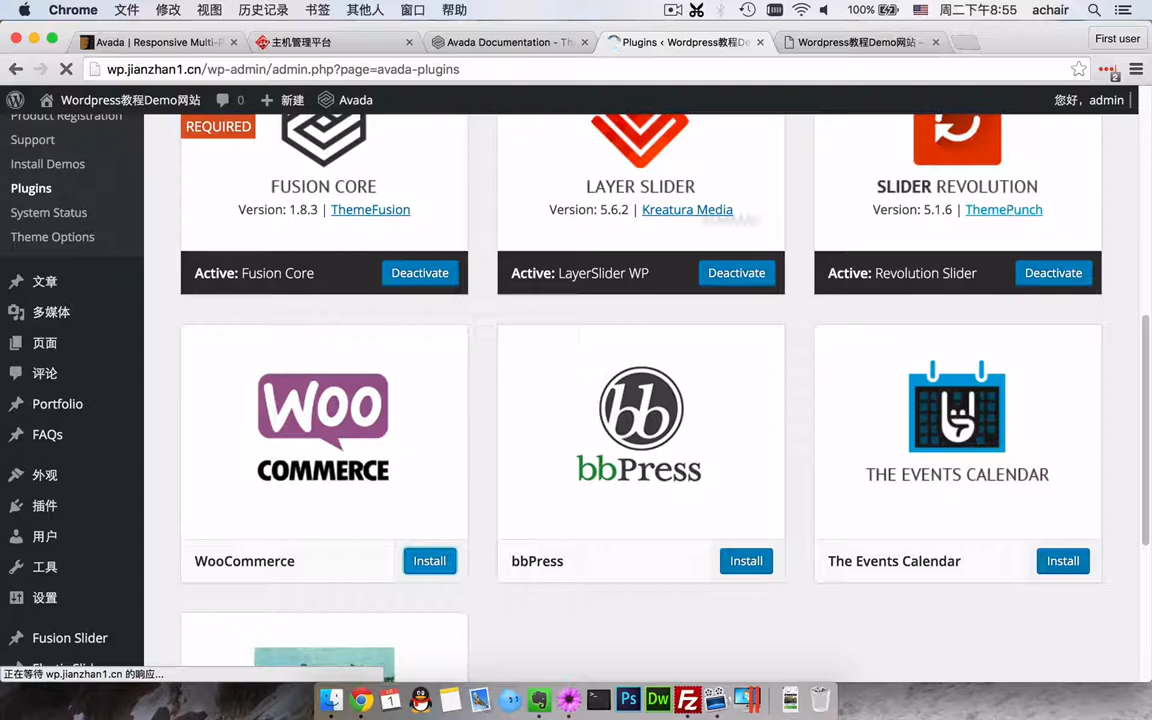 Chrome 文件 修改 视图 历史记录 书签 其他人 窗口 帮助 100% 周二下午8:55 achair
Avada | Responsive Multi-P 主机管理平台 Avada Documentation - Th Plugins ‹ Wordpress教程De Wordpress教程Demo网站 – First user
wp.jianzhan1.cn/wp-admin/admin.php?page=avada-plugins 2
Wordpress教程Demo网站 0 新建 Avada 您好，admin
Product Registration
Support
Install Demos
Plugins
System Status
Theme Options
文章
多媒体
页面
评论
Portfolio
FAQs
外观
插件
用户
工具
设置
Fusion Slider
REQUIRED
FUSION CORE
Version: 1.8.3 | ThemeFusion
Active: Fusion Core Deactivate
LAYER SLIDER
Version: 5.6.2 | Kreatura Media
Active: LayerSlider WP Deactivate
SLIDER REVOLUTION
Version: 5.1.6 | ThemePunch
Active: Revolution Slider Deactivate
WOO
COMMERCE
WooCommerce Install
bb
bbPress
bbPress Install
THE EVENTS CALENDAR
The Events Calendar Install
正在等待 wp.jianzhan1.cn 的响应...
1 Ps Dw Fz